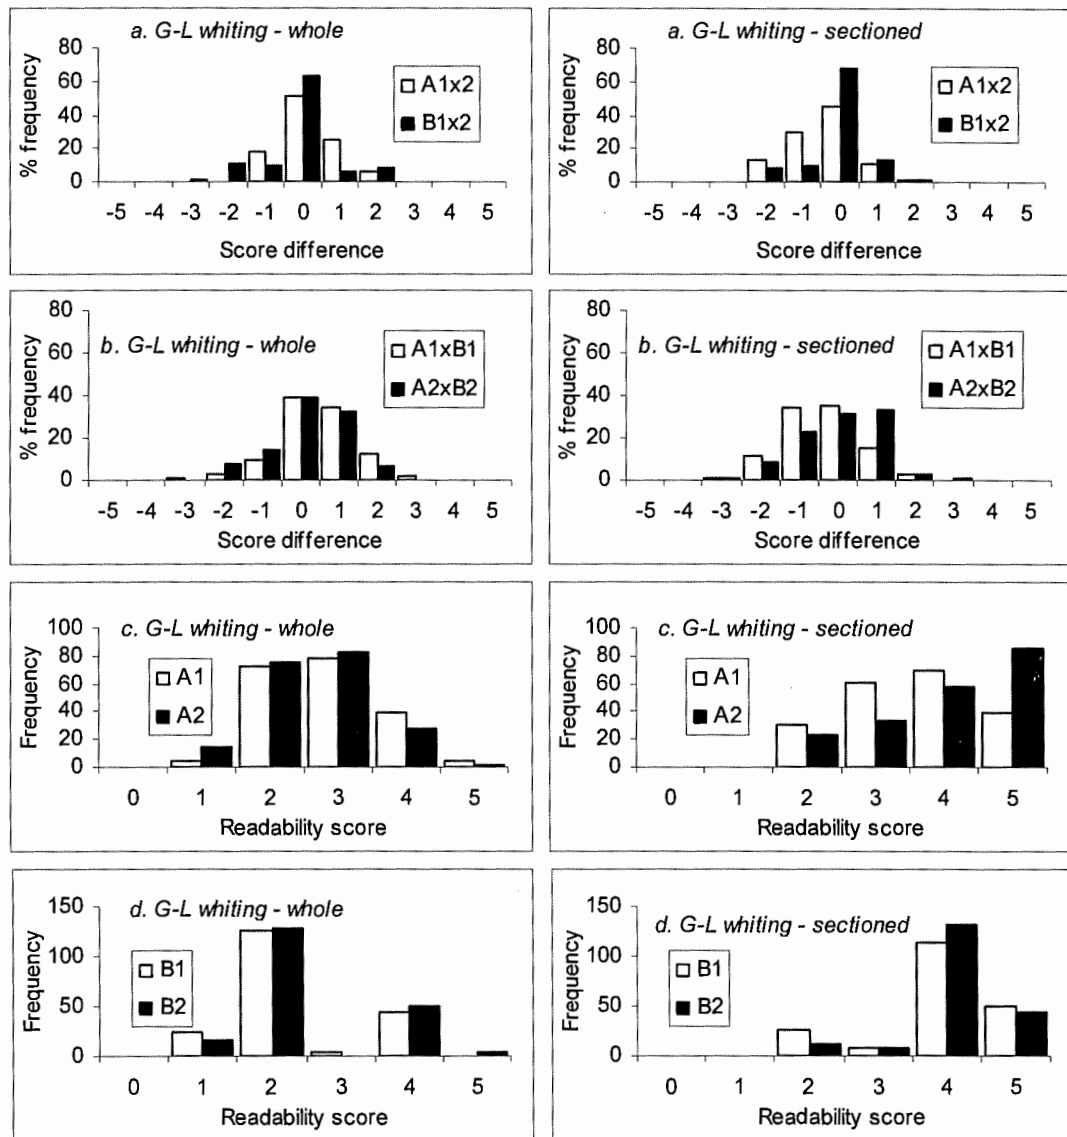 a. G-L whiting - whole
80
60
40
20
0
% frequency
A1x2
B1x2
-5 -4 -3 -2 -1 0 1 2 3 4 5
Score difference
a. G-L whiting - sectioned
80
60
40
20
0
% frequency
A1x2
B1x2
-5 -4 -3 -2 -1 0 1 2 3 4 5
Score difference
b. G-L whiting - whole
80
60
40
20
0
% frequency
A1xB1
A2xB2
-5 -4 -3 -2 -1 0 1 2 3 4 5
Score difference
b. G-L whiting - sectioned
80
60
40
20
0
% frequency
A1xB1
A2xB2
-5 -4 -3 -2 -1 0 1 2 3 4 5
Score difference
c. G-L whiting - whole
100
80
60
40
20
0
Frequency
A1
A2
0 1 2 3 4 5
Readability score
c. G-L whiting - sectioned
100
80
60
40
20
0
Frequency
A1
A2
0 1 2 3 4 5
Readability score
d. G-L whiting - whole
150
100
50
0
Frequency
B1
B2
0 1 2 3 4 5
Readability score
d. G-L whiting - sectioned
150
100
50
0
Frequency
B1
B2
0 1 2 3 4 5
Readability score